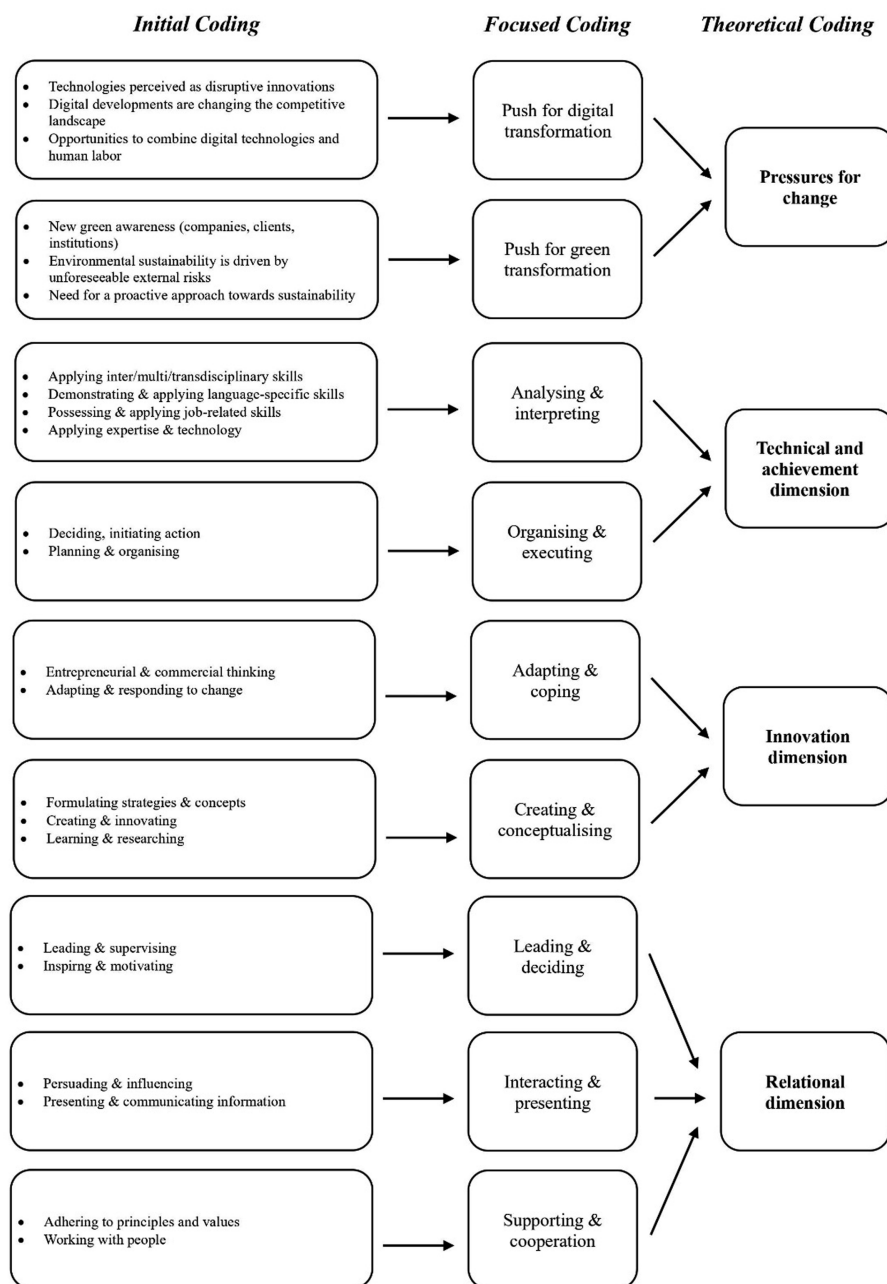 Initial Coding
Focused Coding
Theoretical Coding
• Technologies perceived as disruptive innovations
• Digital developments are changing the competitive
landscape
• Opportunities to combine digital technologies and
human labor
Push for digital
transformation
• New green awareness (companies, clients,
institutions)
• Environmental sustainability is driven by
unforeseeable external risks
• Need for a proactive approach towards sustainability
Push for green
transformation
Pressures for
change
• Applying inter/multi/transdisciplinary skills
• Demonstrating & applying language-specific skills
• Possessing & applying job-related skills
• Applying expertise & technology
Analysing &
interpreting
• Deciding, initiating action
• Planning & organising
Organising &
executing
Technical and
achievement
dimension
• Entrepreneurial & commercial thinking
• Adapting & responding to change
Adapting &
coping
• Formulating strategies & concepts
• Creating & innovating
• Learning & researching
Creating &
conceptualising
Innovation
dimension
• Leading & supervising
• Inspirng & motivating
Leading &
deciding
• Persuading & influencing
• Presenting & communicating information
Interacting &
presenting
• Adhering to principles and values
• Working with people
Supporting &
cooperation
Relational
dimension